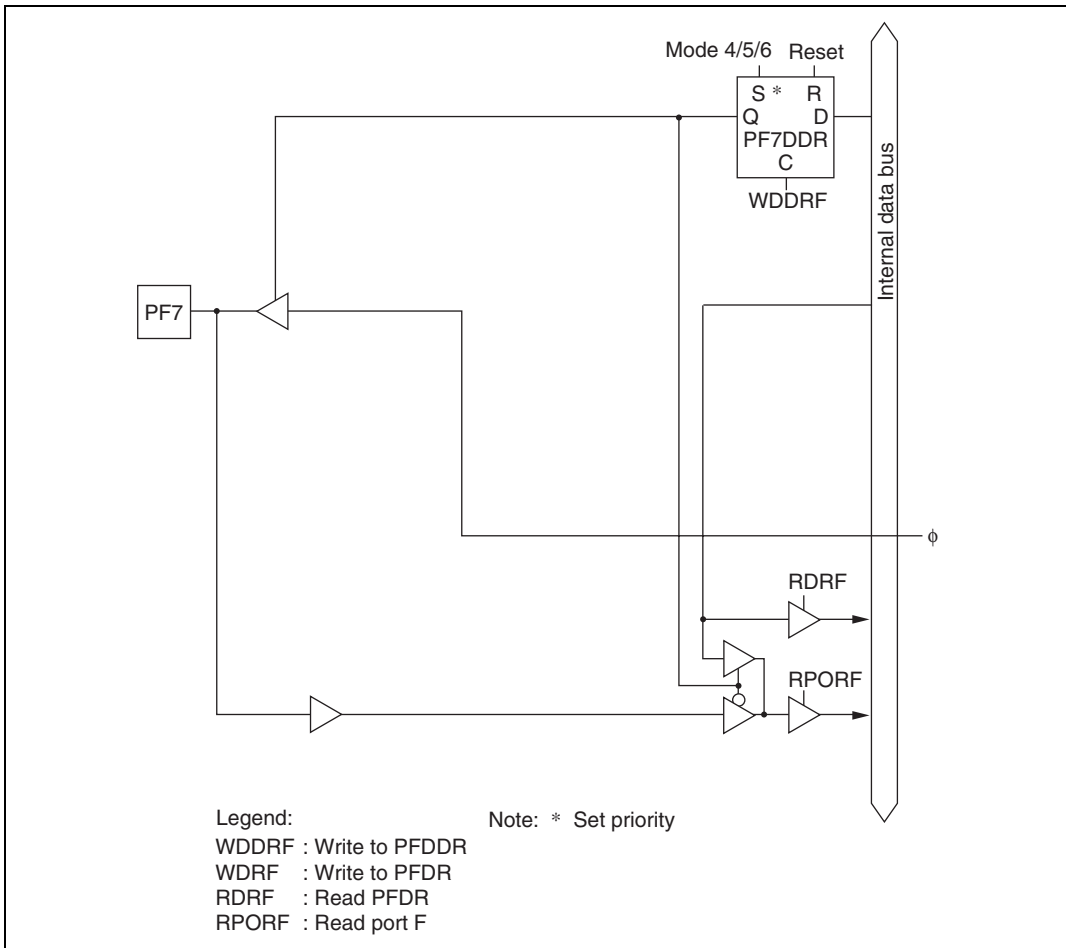 Mode 4/5/6 Reset
S * R
Q D
PF7DDR
C
WDDRF
Internal data bus
PF7
ϕ
RDRF
RPORF
Legend:
WDDRF : Write to PFDDR
WDRF : Write to PFDR
RDRF : Read PFDR
RPORF : Read port F
Note: * Set priority